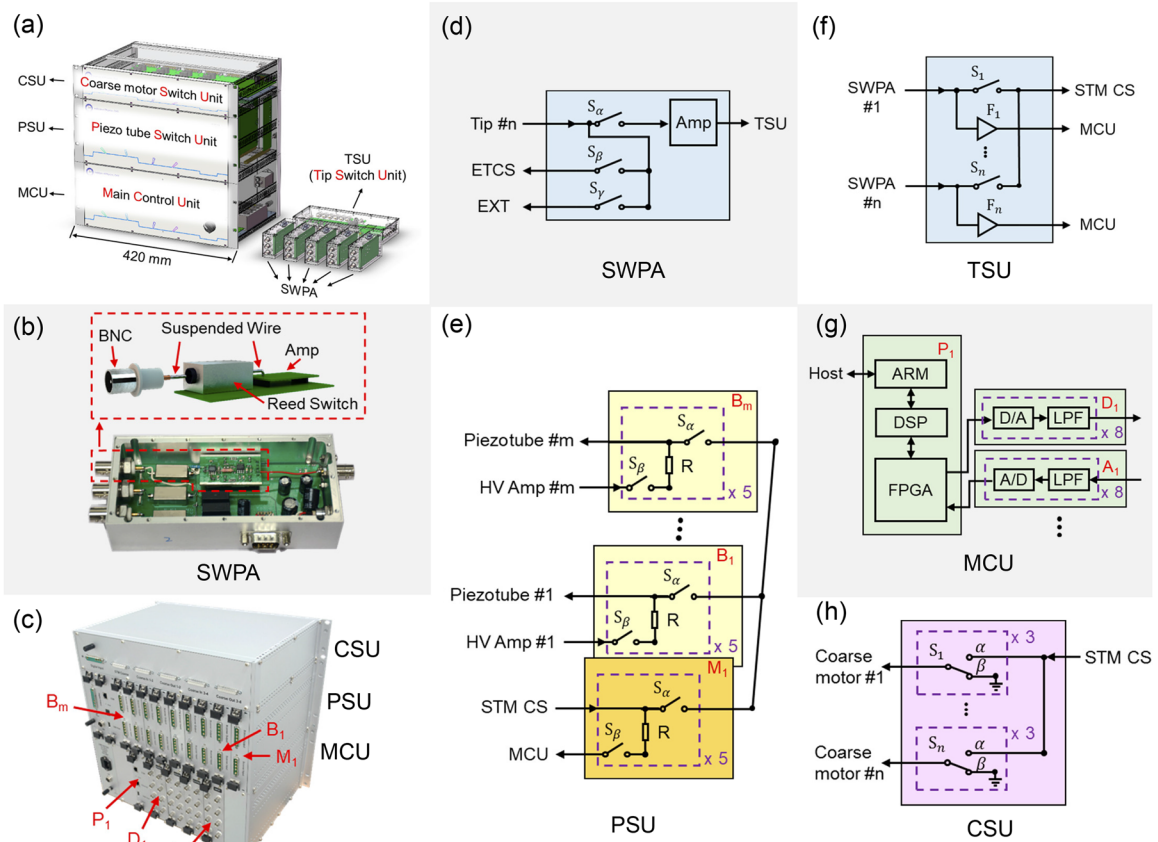 (a)
CSU
PSU
MCU
Coarse motor Switch Unit
Piezo tube Switch Unit
Main Control Unit
420 mm
TSU
(Tip Switch Unit)
SWPA
(b)
BNC
Suspended Wire
Amp
Reed Switch
SWPA
(c)
CSU
PSU
MCU
Bm
B1
M1
P1
(d)
Tip #n
Sα
Amp
TSU
ETCS
Sβ
EXT
Sγ
SWPA
(e)
Bm
Piezotube #m
Sα
Sβ
R
HV Amp #m
x 5
B1
Piezotube #1
Sα
Sβ
R
HV Amp #1
x 5
M1
STM CS
Sα
Sβ
R
MCU
x 5
PSU
(f)
SWPA
#1
S1
STM CS
F1
MCU
SWPA
#n
Sn
Fn
MCU
TSU
(g)
P1
Host
ARM
DSP
FPGA
D1
D/A
LPF
x 8
A1
A/D
LPF
x 8
MCU
(h)
x 3
Coarse
motor #1
S1
α
β
STM CS
x 3
Coarse
motor #n
Sn
α
β
CSU